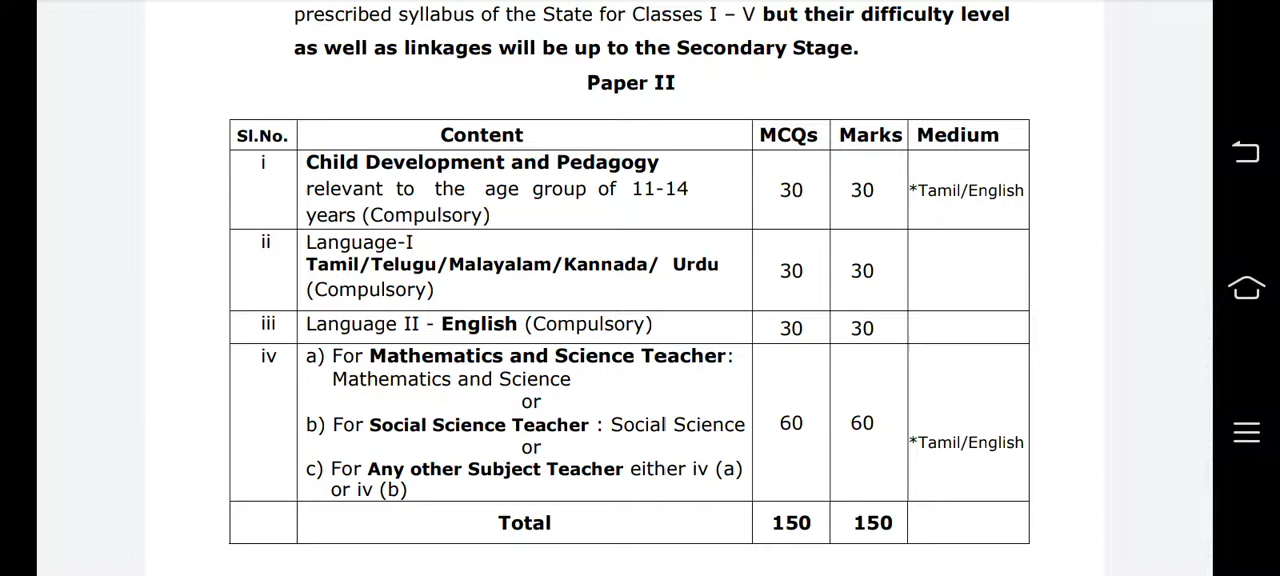 prescribed syllabus of the State for Classes I – V but their difficulty level
as well as linkages will be up to the Secondary Stage.
Paper II
Sl.No. Content MCQs Marks Medium
i Child Development and Pedagogy
relevant to the age group of 11-14 30 30 *Tamil/English
years (Compulsory)
ii Language-I
Tamil/Telugu/Malayalam/Kannada/ Urdu 30 30
(Compulsory)
iii Language II - English (Compulsory) 30 30
iv a) For Mathematics and Science Teacher:
Mathematics and Science
or
b) For Social Science Teacher : Social Science 60 60
or *Tamil/English
c) For Any other Subject Teacher either iv (a)
or iv (b)
Total 150 150